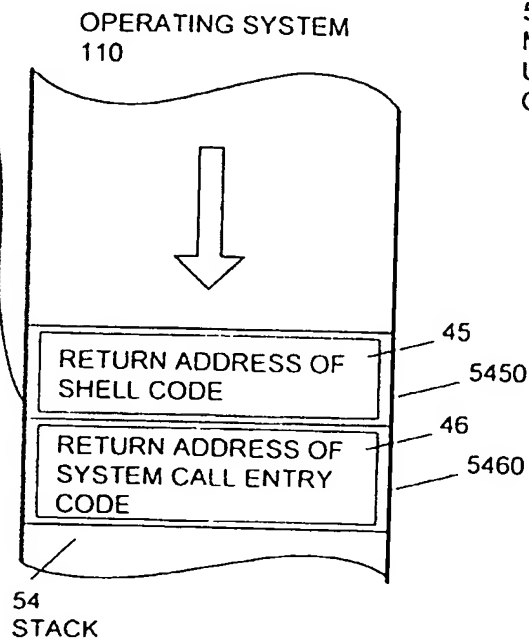 OPERATING SYSTEM
110
RETURN ADDRESS OF
SHELL CODE
45
5450
RETURN ADDRESS OF
SYSTEM CALL ENTRY
CODE
46
5460
54
STACK